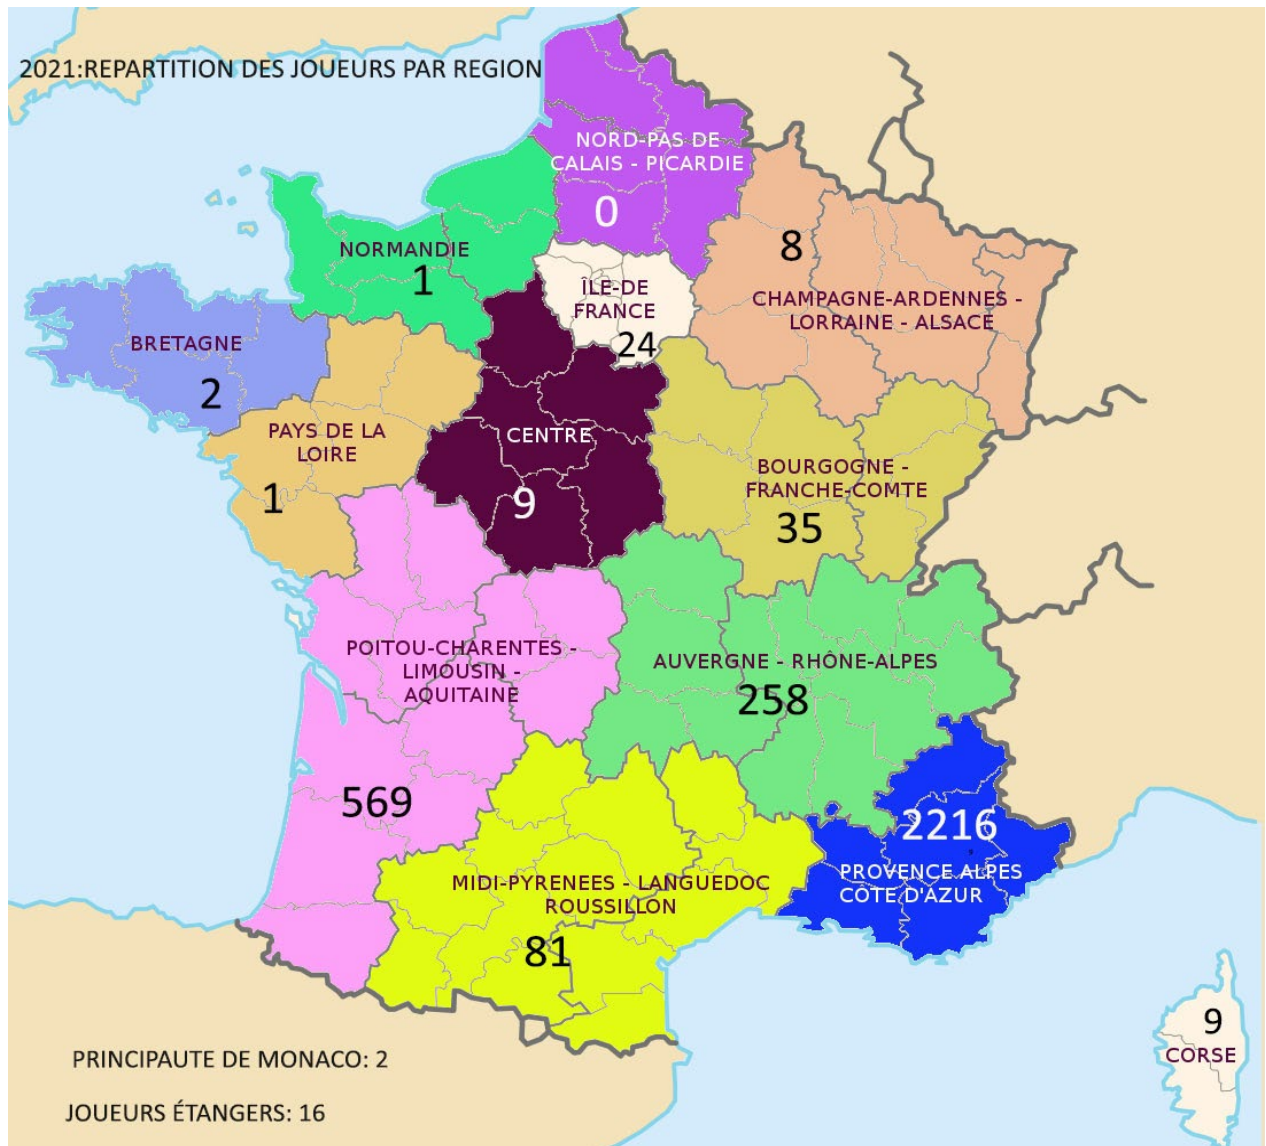 2021:REPARTITION DES JOUEURS PAR REGION
NORD-PAS DE
CALAIS - PICARDIE
0
NORMANDIE
1
8
CHAMPAGNE-ARDENNES -
LORRAINE - ALSACE
ÎLE-DE
FRANCE
24
BRETAGNE
2
PAYS DE LA
LOIRE
1
CENTRE
9
BOURGOGNE -
FRANCHE-COMTE
35
POITOU-CHARENTES -
LIMOUSIN -
AQUITAINE
569
AUVERGNE - RHÔNE-ALPES
258
2216
PROVENCE ALPES
CÔTE D'AZUR
MIDI-PYRENEES - LANGUEDOC
ROUSSILLON
81
9
CORSE
PRINCIPAUTE DE MONACO: 2
JOUEURS ÉTANGERS: 16